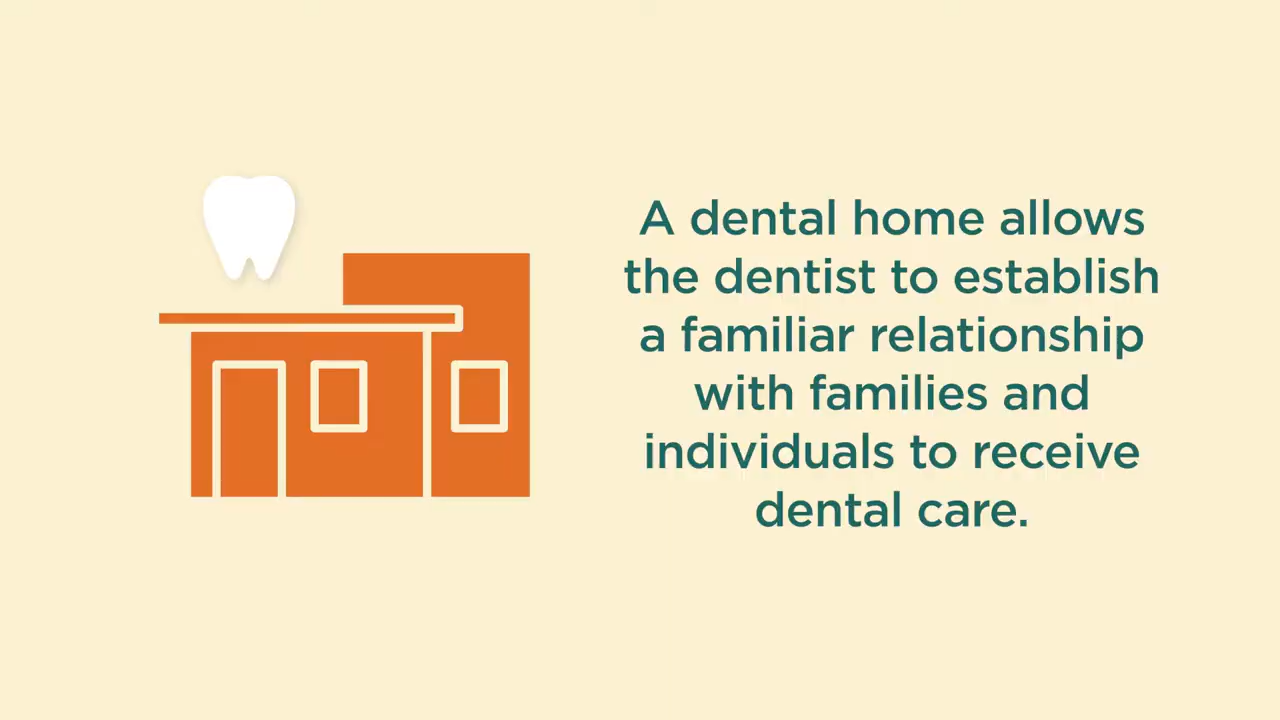 A dental home allows
the dentist to establish
a familiar relationship
with families and
individuals to receive
dental care.